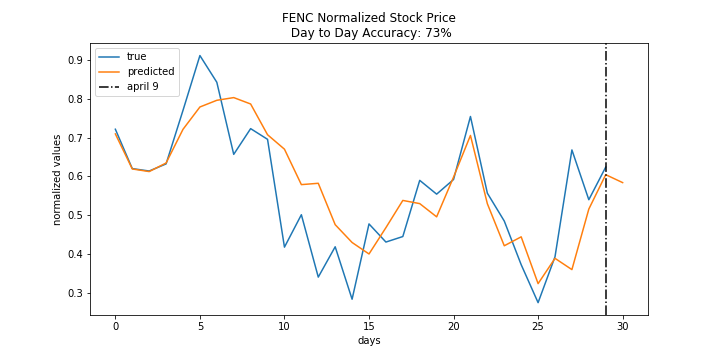 FENC Normalized Stock Price
Day to Day Accuracy: 73%
true
predicted
april 9
normalized values
0.9
0.8
0.7
0.6
0.5
0.4
0.3
0 5 10 15 20 25 30
days